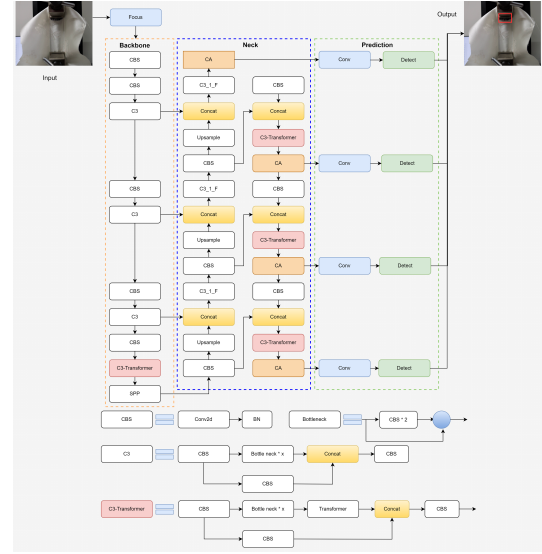 Output
Focus
Input
Backbone
Neck
Prediction
CBS
CA
Conv
Detect
CBS
C3_1_F
CBS
C3
Concat
Concat
Upsample
C3-Transformer
CBS
CA
Conv
Detect
CBS
C3_1_F
CBS
C3
Concat
Concat
Upsample
C3-Transformer
CBS
CA
Conv
Detect
CBS
C3_1_F
CBS
C3
Concat
Concat
CBS
Upsample
C3-Transformer
C3-Transformer
CBS
CA
Conv
Detect
SPP
CBS
Conv2d
BN
Bottleneck
CBS * 2
C3
CBS
Bottle neck * x
Concat
CBS
CBS
C3-Transformer
CBS
Bottle neck * x
Transformer
Concat
CBS
CBS